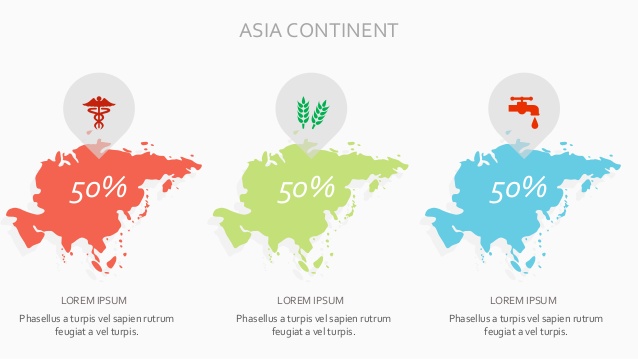 ASIA CONTINENT
50%
50%
50%
LOREM IPSUM
Phasellus a turpis vel sapien rutrum
feugiat a vel turpis.
LOREM IPSUM
Phasellus a turpis vel sapien rutrum
feugiat a vel turpis.
LOREM IPSUM
Phasellus a turpis vel sapien rutrum
feugiat a vel turpis.